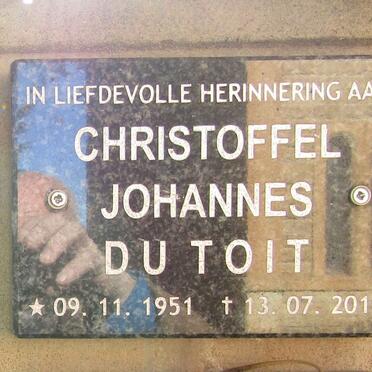 IN LIEFDEVOLLE HERINNERING AA
CHRISTOFFEL
JOHANNES
DU TOIT
★ 09. 11. 1951 † 13. 07. 201